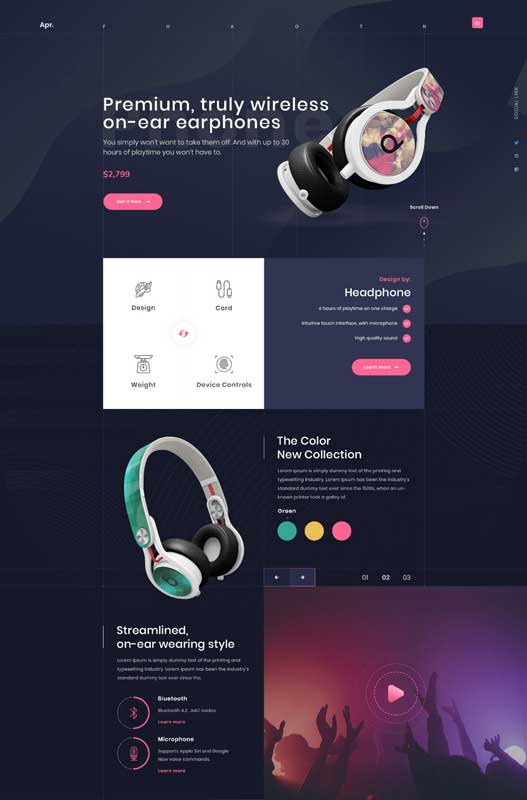 Apr.
F H A O T N
Premium, truly wireless
on-ear earphones
You simply won't want to take them off. And with up to 30
hours of playtime you won't have to.
$2,799
Get It Now
SOCIAL LINK
Scroll Down
Design
Cord
Weight
Device Controls
Design by:
Headphone
4 hours of playtime on one charge
Intuitive touch interface, with microphone
High quality sound
Learn more
The Color
New Collection
Lorem Ipsum is simply dummy text of the printing and
typesetting industry. Lorem Ipsum has been the industry's
standard dummy text ever since the 1500s, when an un-
known printer took a galley of
Green
01 02 03
Streamlined,
on-ear wearing style
Lorem Ipsum is simply dummy text of the printing and
typesetting industry. Lorem Ipsum has been the industry's
standard dummy text ever since the.
Bluetooth
Bluetooth 4.2 , AAC
Learn more
Microphone
Supports Apple Siri and Google
Now voice commands.
Learn more